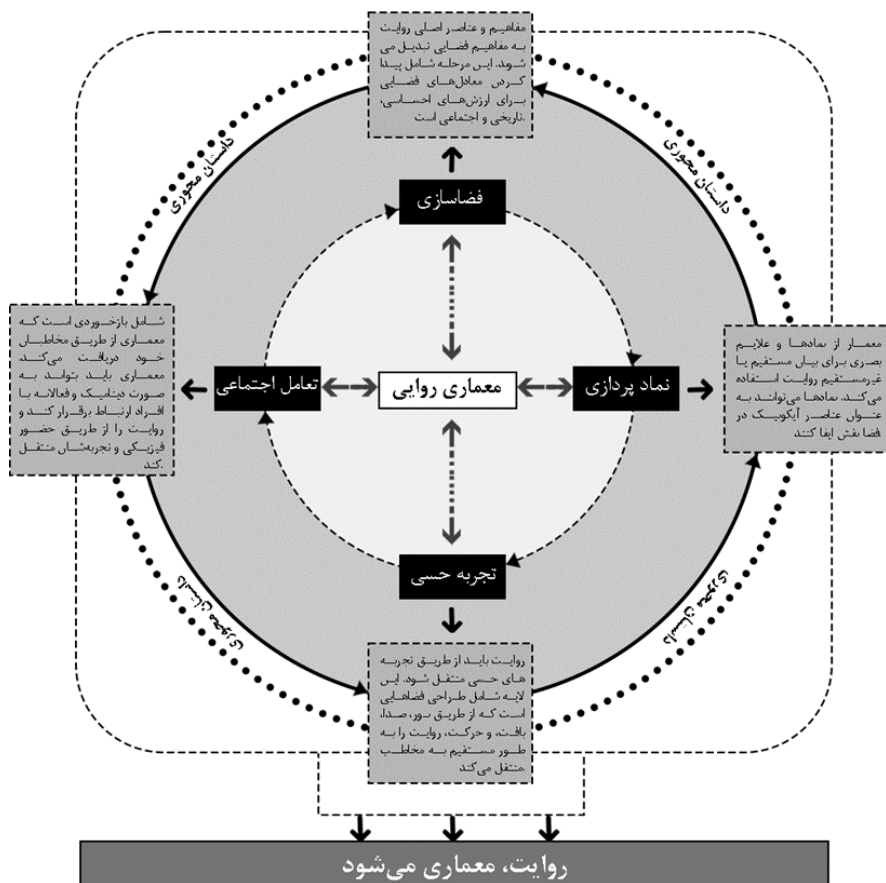 مفاهیم و عناصر اصلی روایت
به مفاهیم فضایی تبدیل می
شوند. این مرحله شامل پیدا
کردن معادل‌های فضایی
برای ارزش‌های احساسی،
تاریخی و اجتماعی است.
داستان محوری
داستان محوری
فضاسازی
معمار از نمادها و علایم
بصری برای بیان مستقیم یا
غیرمستقیم روایت استفاده
می‌کند. نمادها می‌توانند به
عنوان عناصر آیکونیک در
فضا نقش ایفا کنند
نماد پردازی
معماری روایی
تعامل اجتماعی
شامل بازخوردی است که
معماری از طریق مخاطبان
خود دریافت می‌کند.
معماری باید بتواند به
صورت دینامیک و فعالانه با
افراد ارتباط برقرار کند و
روایت را از طریق حضور
فیزیکی و تجربه‌شان منتقل
کند.
تجربه حسی
داستان محوری
داستان محوری
روایت باید از طریق تجربه
های حسی منتقل شود. این
لایه شامل طراحی فضاهایی
است که از طریق نور، صدا،
بافت، و حرکت، روایت را به
طور مستقیم به مخاطب
منتقل می‌کند.
روایت، معماری می‌شود